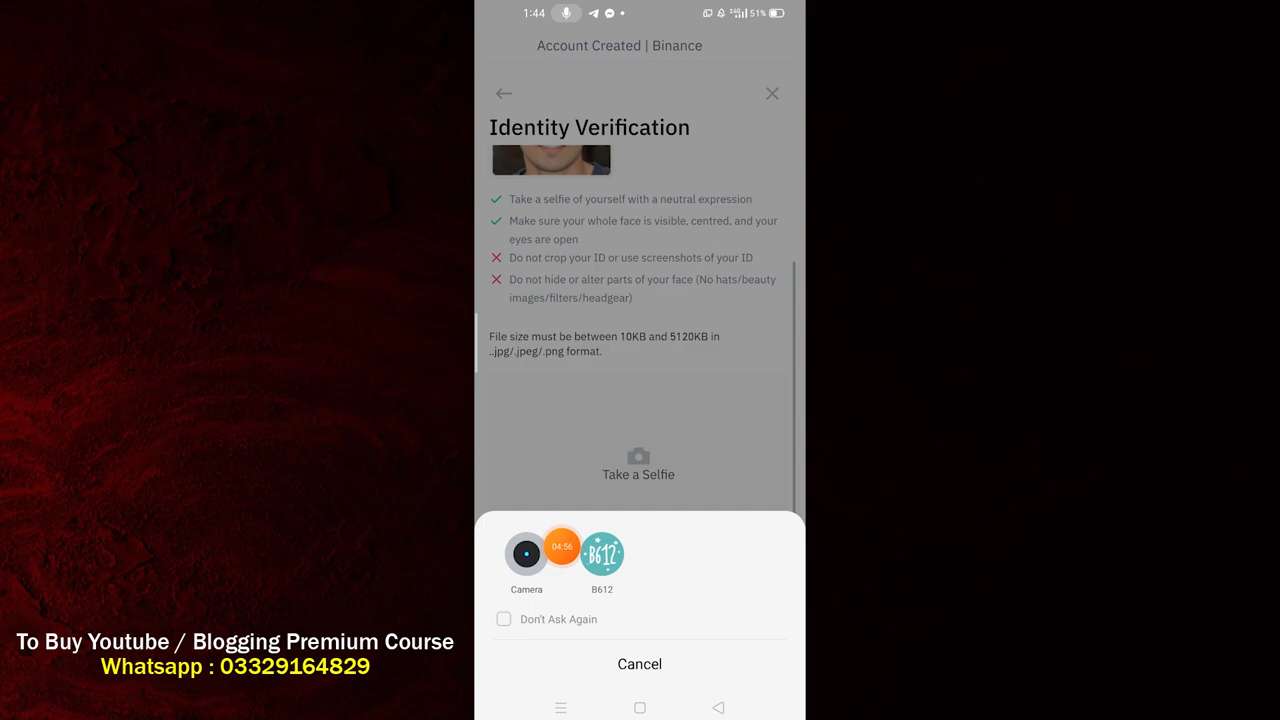 1:44
51%
Account Created | Binance
Identity Verification
Take a selfie of yourself with a neutral expression
Make sure your whole face is visible, centred, and your
eyes are open
Do not crop your ID or use screenshots of your ID
Do not hide or alter parts of your face (No hats/beauty
images/filters/headgear)
File size must be between 10KB and 5120KB in
..jpg/.jpeg/.png format.
Take a Selfie
04:56
B612
Camera
B612
Don't Ask Again
Cancel
To Buy Youtube / Blogging Premium Course
Whatsapp : 03329164829